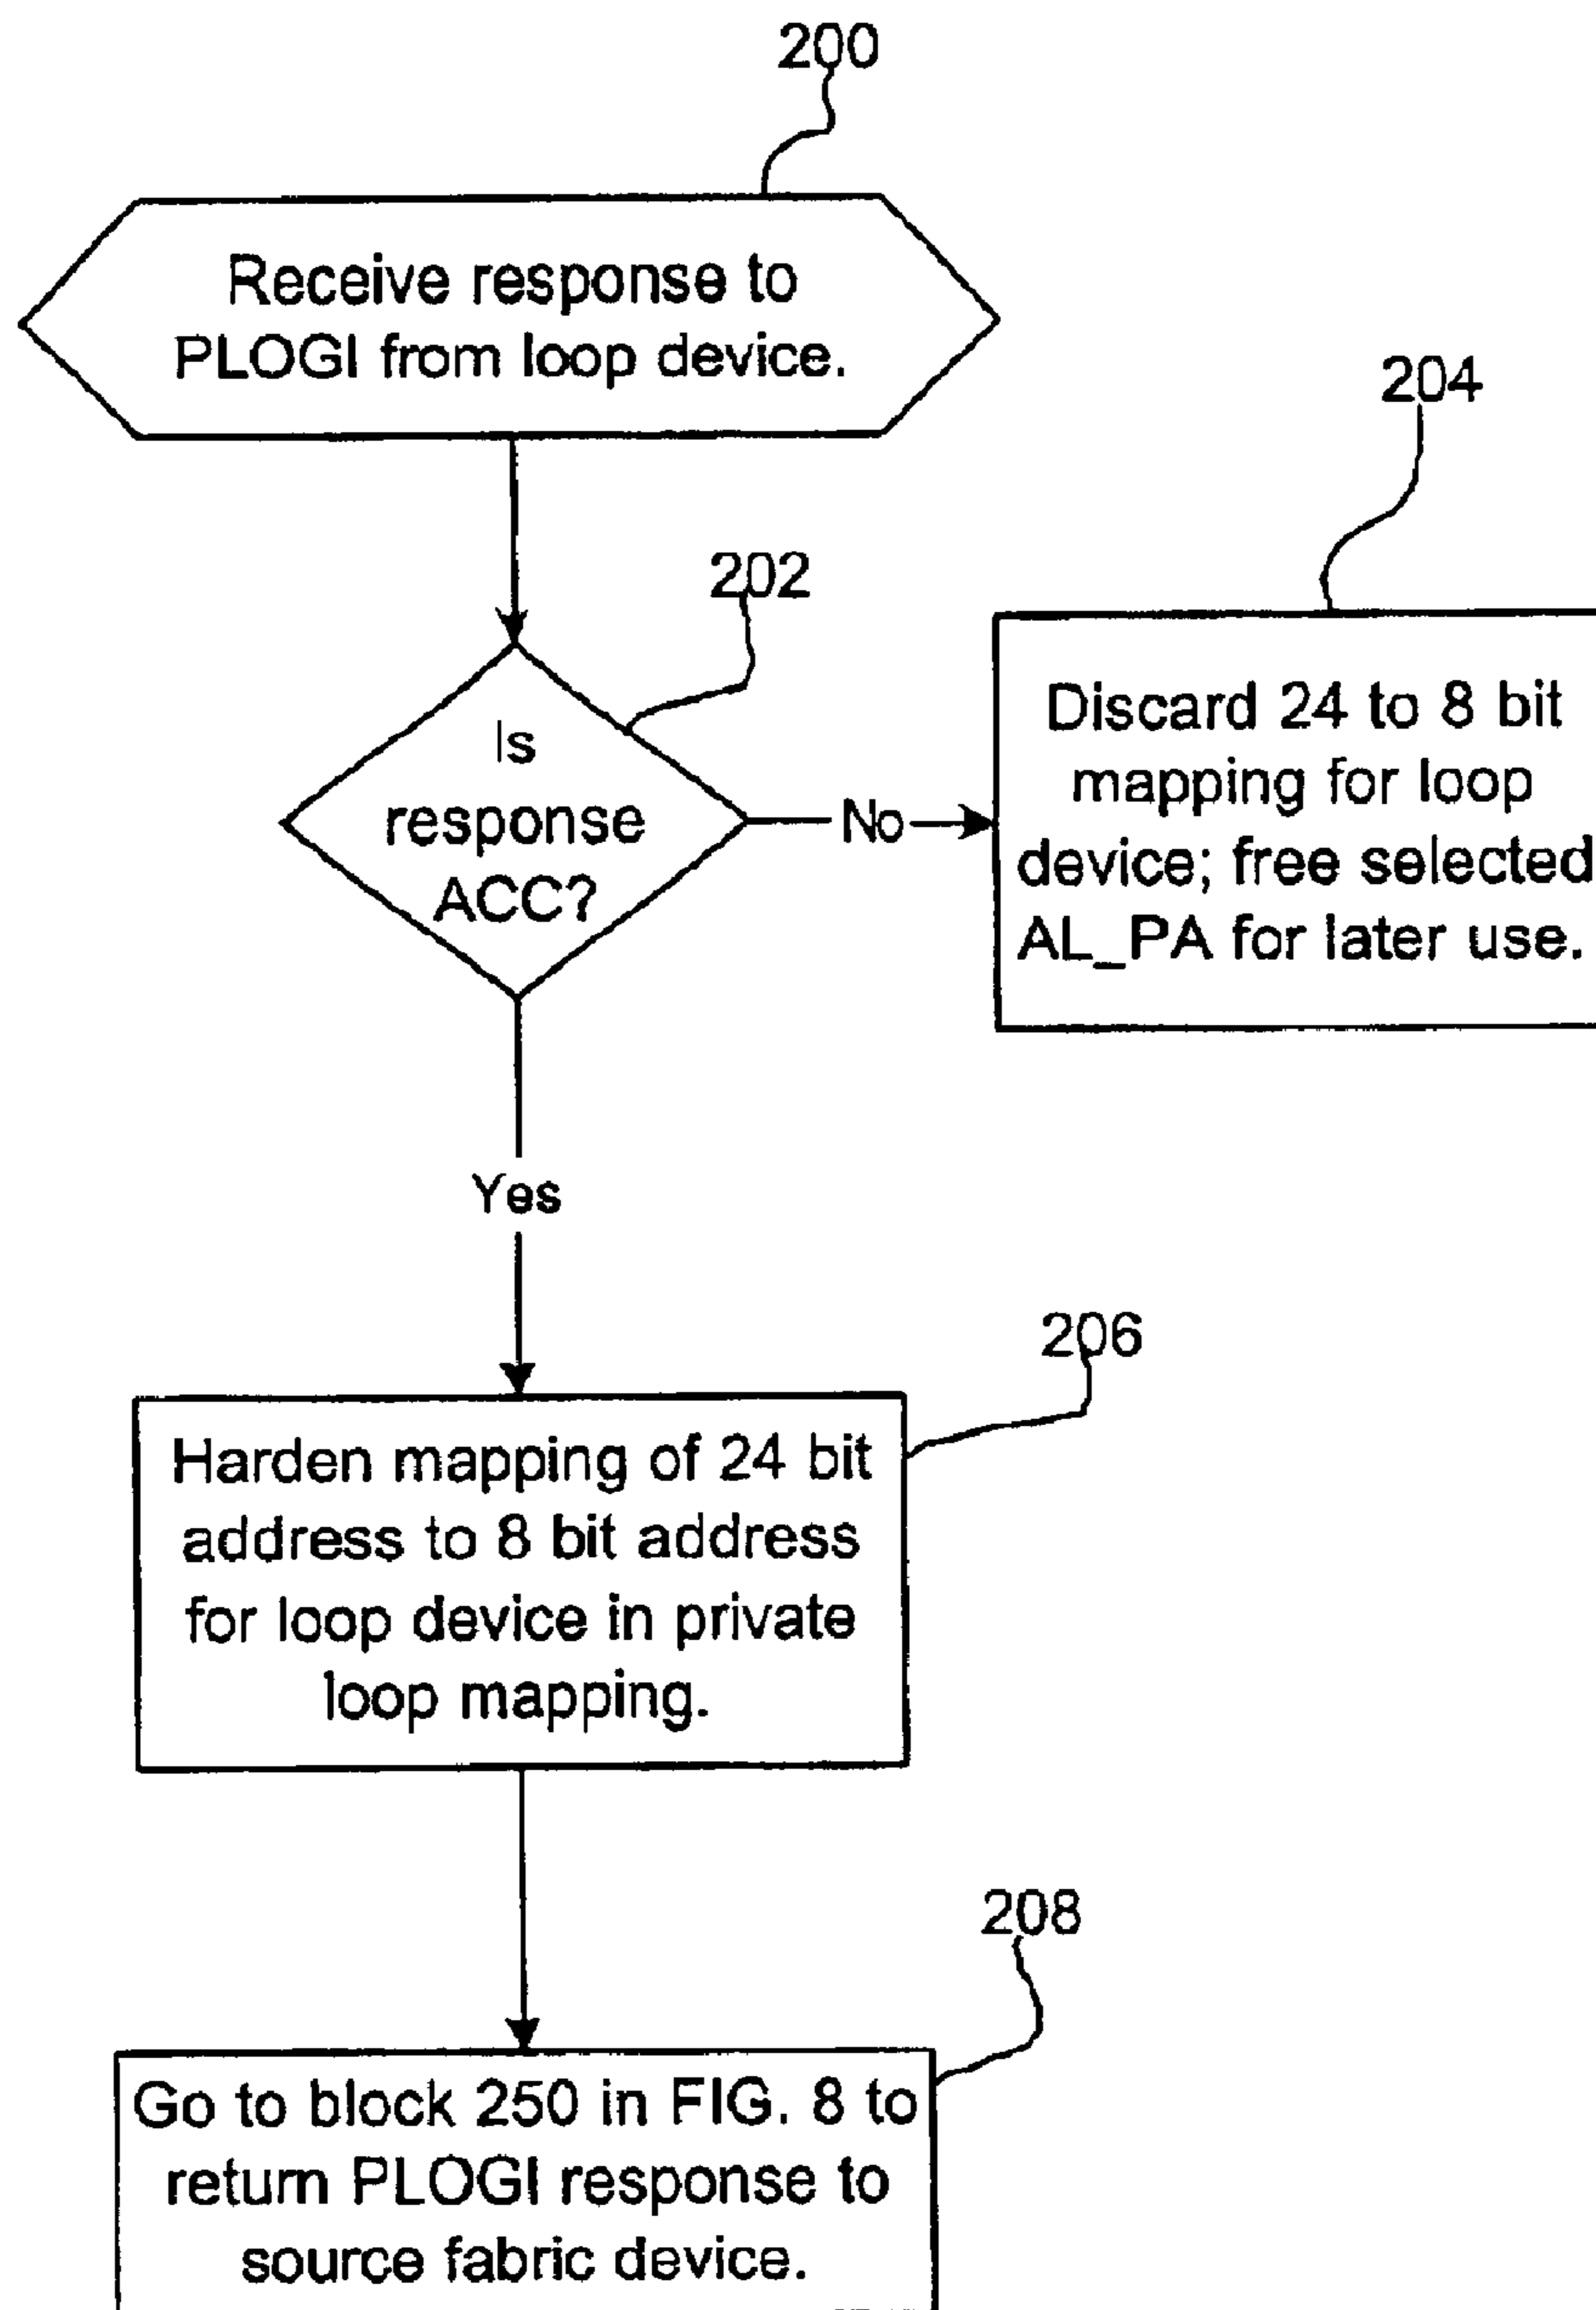 200
Receive response to
PLOGI from loop device.
204
202
Is
response
ACC?
No
Discard 24 to 8 bit
mapping for loop
device; free selected
AL_PA for later use.
Yes
206
Harden mapping of 24 bit
address to 8 bit address
for loop device in private
loop mapping.
208
Go to block 250 in FIG. 8 to
return PLOGI response to
source fabric device.